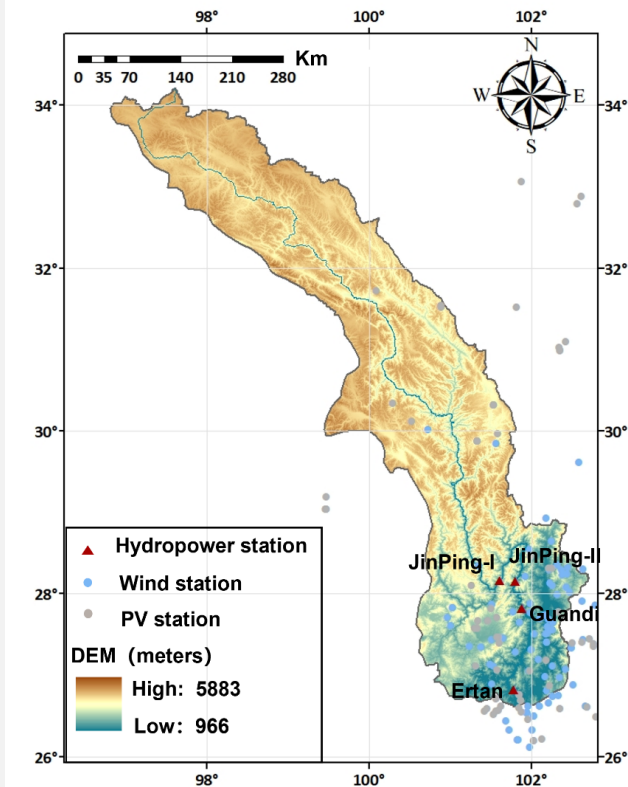 98° 100° 102°
Km
0 35 70 140 210 280
N
W E
S
34° 34°
32° 32°
30° 30°
28° 28°
26° 26°
JinPing-I JinPing-II
Guandi
Ertan
Hydropower station
Wind station
PV station
DEM (meters)
High: 5883
Low: 966
98° 100° 102°